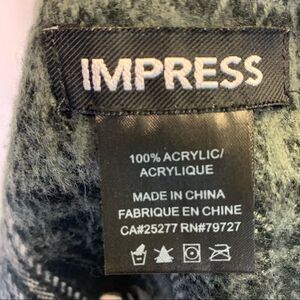 IMPRESS
100% ACRYLIC/
ACRYLIQUE
MADE IN CHINA
FABRIQUE EN CHINE
CA#25277 RN#79727